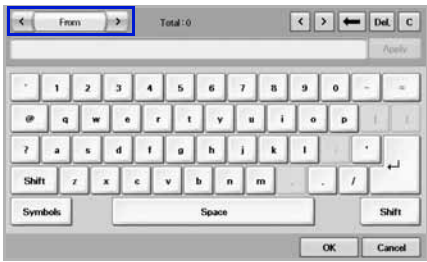 < From > Total : 0 < > ← Del. C
Apply
` 1 2 3 4 5 6 7 8 9 0 - =
@ q w e r t y u i o p [ ]
? a s d f g h j k l ' ↵
Shift z x c v b n m . /
Symbols Space Shift
OK Cancel